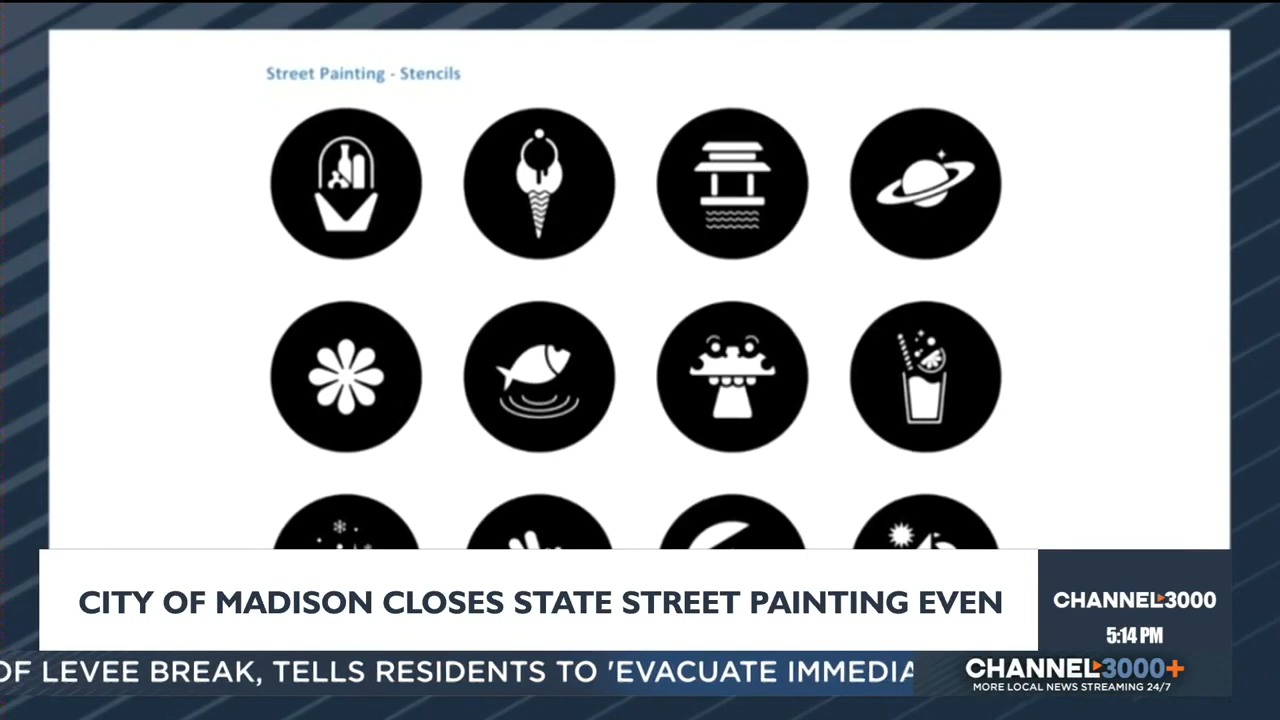 Street Painting - Stencils
CITY OF MADISON CLOSES STATE STREET PAINTING EVEN
CHANNEL3000
5:14 PM
OF LEVEE BREAK, TELLS RESIDENTS TO 'EVACUATE IMMEDIA
CHANNEL3000+
MORE LOCAL NEWS STREAMING 24/7